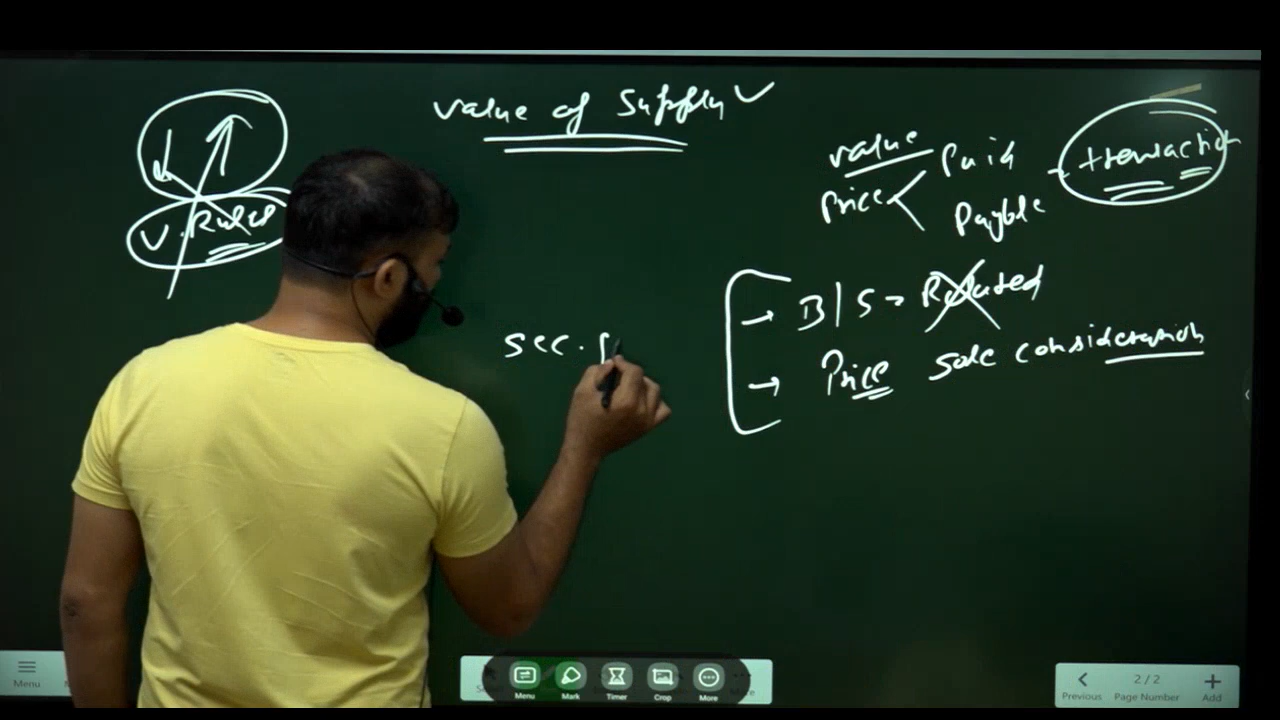 value of Supply
value
price
Paid
Payble
transaction
V. Rules
→ B/S → Related
→ Price sole consideration
sec.
Menu
Menu
Mark
Timer
Crop
More
Previous
2/2
Page Number
Add